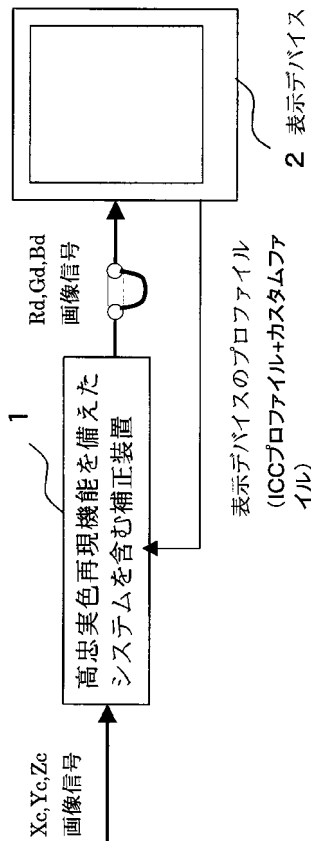 Xc,Yc,Zc
画像信号
1
高忠実色再現機能を備えた
システムを含む補正装置
Rd,Gd,Bd
画像信号
表示デバイスのプロファイル
(ICCプロファイル+カスタムファ
イル)
2 表示デバイス